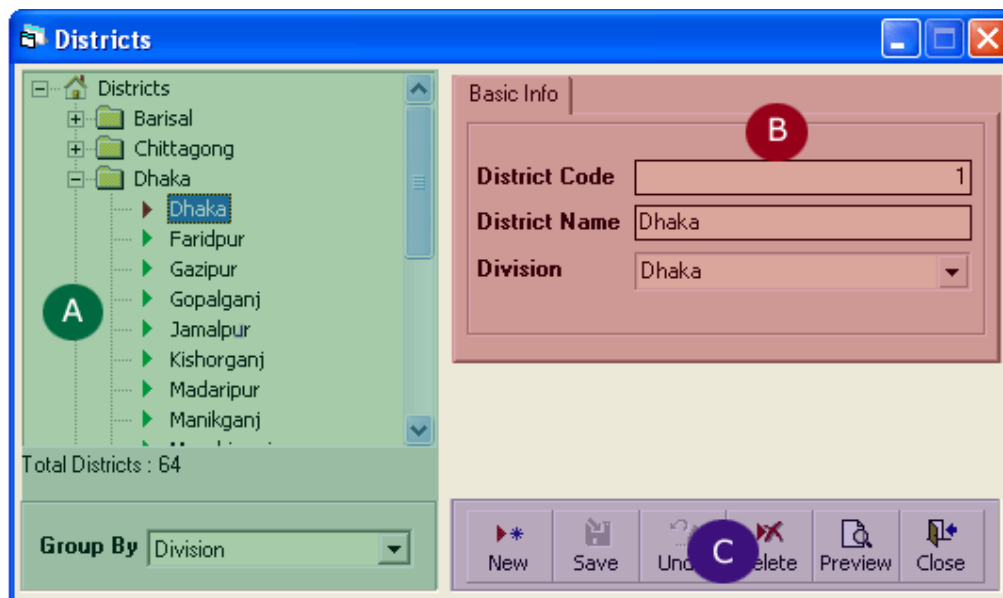 Districts
Districts
Barisal
Chittagong
Dhaka
Dhaka
Faridpur
Gazipur
Gopalganj
Jamalpur
Kishorganj
Madaripur
Manikganj
Total Districts : 64
Group By Division
A
Basic Info
B
District Code 1
District Name Dhaka
Division Dhaka
New Save Preview Close
C